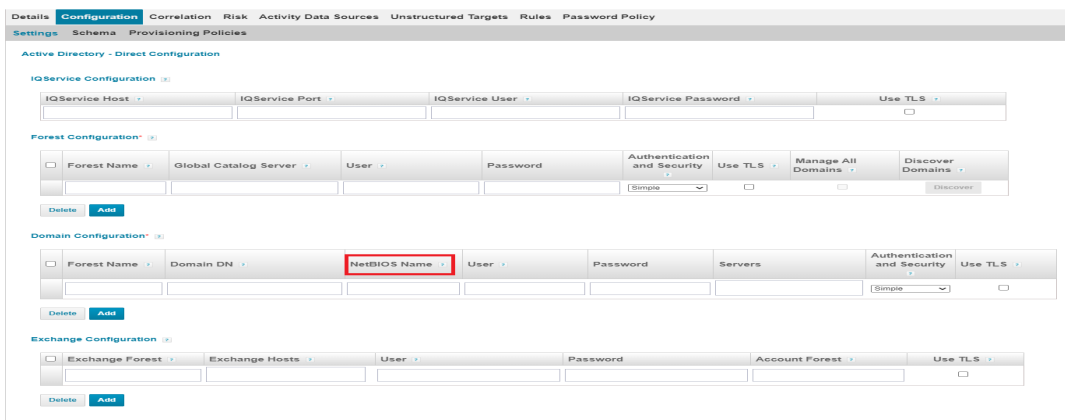 Details Configuration Correlation Risk Activity Data Sources Unstructured Targets Rules Password Policy
Settings Schema Provisioning Policies
Active Directory - Direct Configuration
IQService Configuration
IQService Host IQService Port IQService User IQService Password Use TLS
Forest Configuration*
Forest Name Global Catalog Server User Password Authentication and Security Use TLS Manage All Domains Discover Domains
Simple Discover
Delete Add
Domain Configuration*
Forest Name Domain DN NetBIOS Name User Password Servers Authentication and Security Use TLS
Simple
Delete Add
Exchange Configuration
Exchange Forest Exchange Hosts User Password Account Forest Use TLS
Delete Add